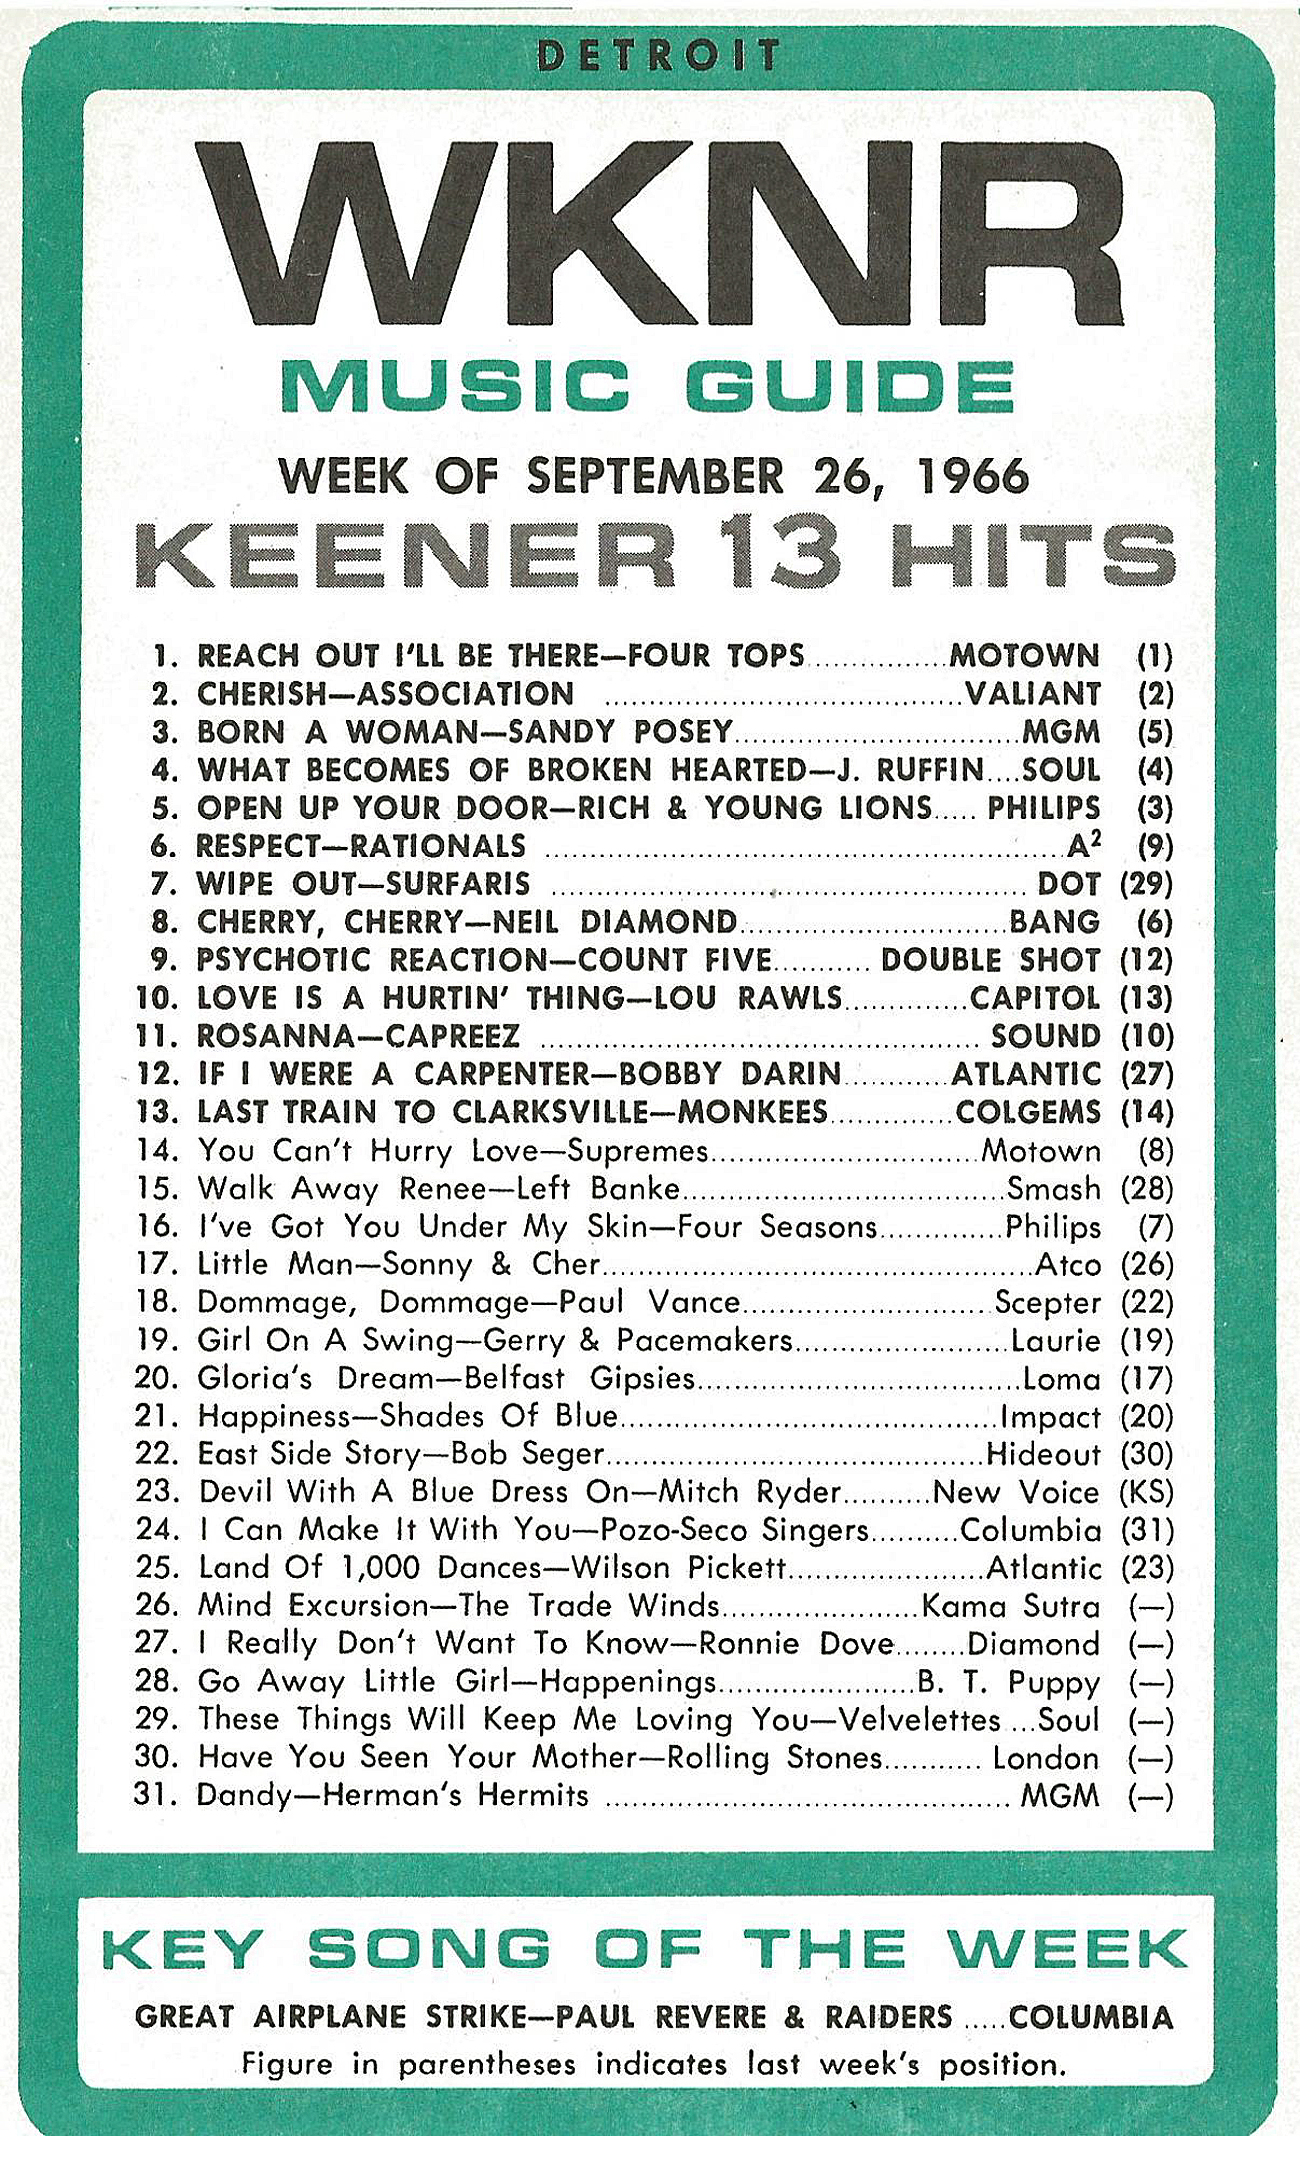 DETROIT
WKNR
MUSIC GUIDE
WEEK OF SEPTEMBER 26, 1966
KEENER 13 HITS
1. REACH OUT I'LL BE THERE—FOUR TOPS..............MOTOWN (1)
2. CHERISH—ASSOCIATION ......................................VALIANT (2)
3. BORN A WOMAN—SANDY POSEY..............................MGM (5)
4. WHAT BECOMES OF BROKEN HEARTED—J. RUFFIN....SOUL (4)
5. OPEN UP YOUR DOOR—RICH & YOUNG LIONS..... PHILIPS (3)
6. RESPECT—RATIONALS ......................................................A² (9)
7. WIPE OUT—SURFARIS .................................................. DOT (29)
8. CHERRY, CHERRY—NEIL DIAMOND............................BANG (6)
9. PSYCHOTIC REACTION—COUNT FIVE........... DOUBLE SHOT (12)
10. LOVE IS A HURTIN' THING—LOU RAWLS.............CAPITOL (13)
11. ROSANNA—CAPREEZ .............................................. SOUND (10)
12. IF I WERE A CARPENTER—BOBBY DARIN...........ATLANTIC (27)
13. LAST TRAIN TO CLARKSVILLE—MONKEES.............COLGEMS (14)
14. You Can't Hurry Love—Supremes.............................Motown (8)
15. Walk Away Renee—Left Banke..................................Smash (28)
16. I've Got You Under My Skin—Four Seasons..............Philips (7)
17. Little Man—Sonny & Cher..............................................Atco (26)
18. Dommage, Dommage—Paul Vance.......................... Scepter (22)
19. Girl On A Swing—Gerry & Pacemakers.......................Laurie (19)
20. Gloria's Dream—Belfast Gipsies...................................Loma (17)
21. Happiness—Shades Of Blue........................................Impact (20)
22. East Side Story—Bob Seger........................................Hideout (30)
23. Devil With A Blue Dress On—Mitch Ryder..........New Voice (KS)
24. I Can Make It With You—Pozo-Seco Singers..........Columbia (31)
25. Land Of 1,000 Dances—Wilson Pickett.....................Atlantic (23)
26. Mind Excursion—The Trade Winds.....................Kama Sutra (—)
27. I Really Don't Want To Know—Ronnie Dove........Diamond (—)
28. Go Away Little Girl—Happenings.....................B. T. Puppy (—)
29. These Things Will Keep Me Loving You—Velvelettes ...Soul (—)
30. Have You Seen Your Mother—Rolling Stones........... London (—)
31. Dandy—Herman's Hermits ........................................... MGM (—)
KEY SONG OF THE WEEK
GREAT AIRPLANE STRIKE—PAUL REVERE & RAIDERS .....COLUMBIA
Figure in parentheses indicates last week's position.